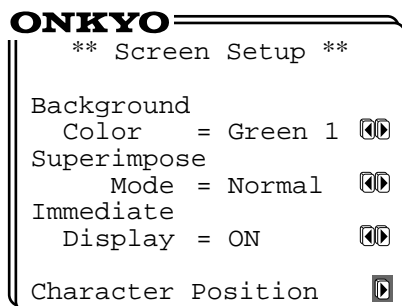 ONKYO
** Screen Setup **
Background
Color = Green 1
Superimpose
Mode = Normal
Immediate
Display = ON
Character Position